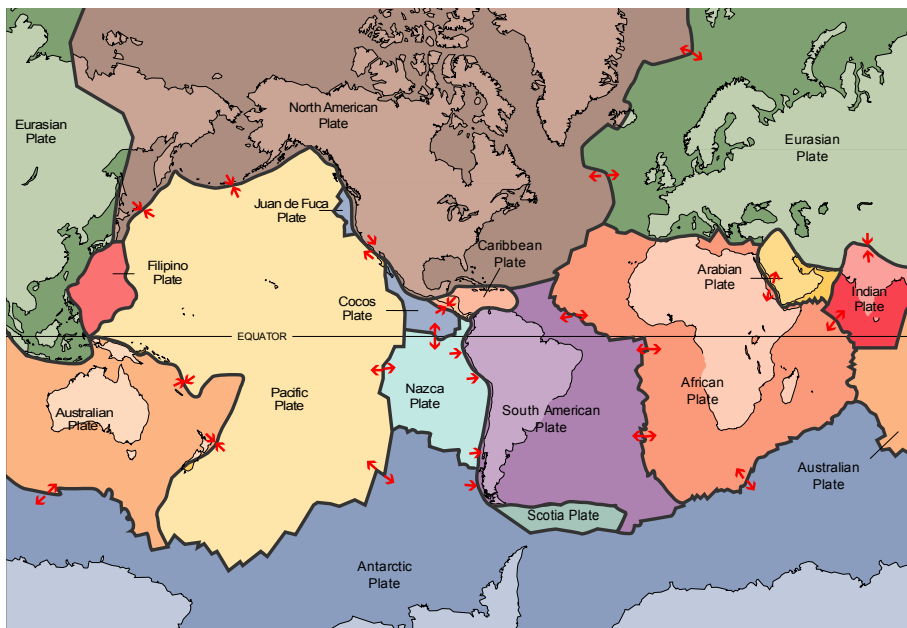 North American
Plate
Eurasian
Plate
Eurasian
Plate
Juan de Fuca
Plate
Caribbean
Plate
Filipino
Plate
Arabian
Plate
Indian
Plate
Cocos
Plate
EQUATOR
Pacific
Plate
Nazca
Plate
African
Plate
Australian
Plate
South American
Plate
Australian
Plate
Scotia Plate
Antarctic
Plate